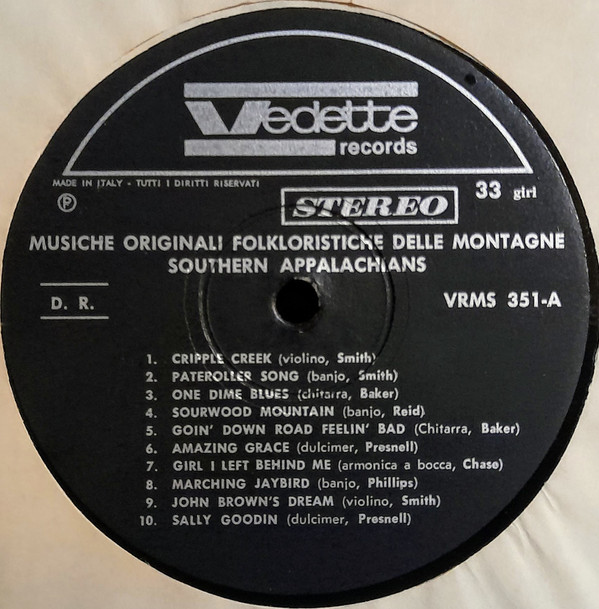 Vedette
records
MADE IN ITALY - TUTTI I DIRITTI RISERVATI
33 giri
P
STEREO
MUSICHE ORIGINALI FOLKLORISTICHE DELLE MONTAGNE
SOUTHERN APPALACHIANS
D. R.
VRMS 351-A
1. CRIPPLE CREEK (violino, Smith)
2. PATEROLLER SONG (banjo, Smith)
3. ONE DIME BLUES (chitarra, Baker)
4. SOURWOOD MOUNTAIN (banjo, Reid)
5. GOIN' DOWN ROAD FEELIN' BAD (Chitarra, Baker)
6. AMAZING GRACE (dulcimer, Presnell)
7. GIRL I LEFT BEHIND ME (armonica a bocca, Chase)
8. MARCHING JAYBIRD (banjo, Phillips)
9. JOHN BROWN'S DREAM (violino, Smith)
10. SALLY GOODIN (dulcimer, Presnell)